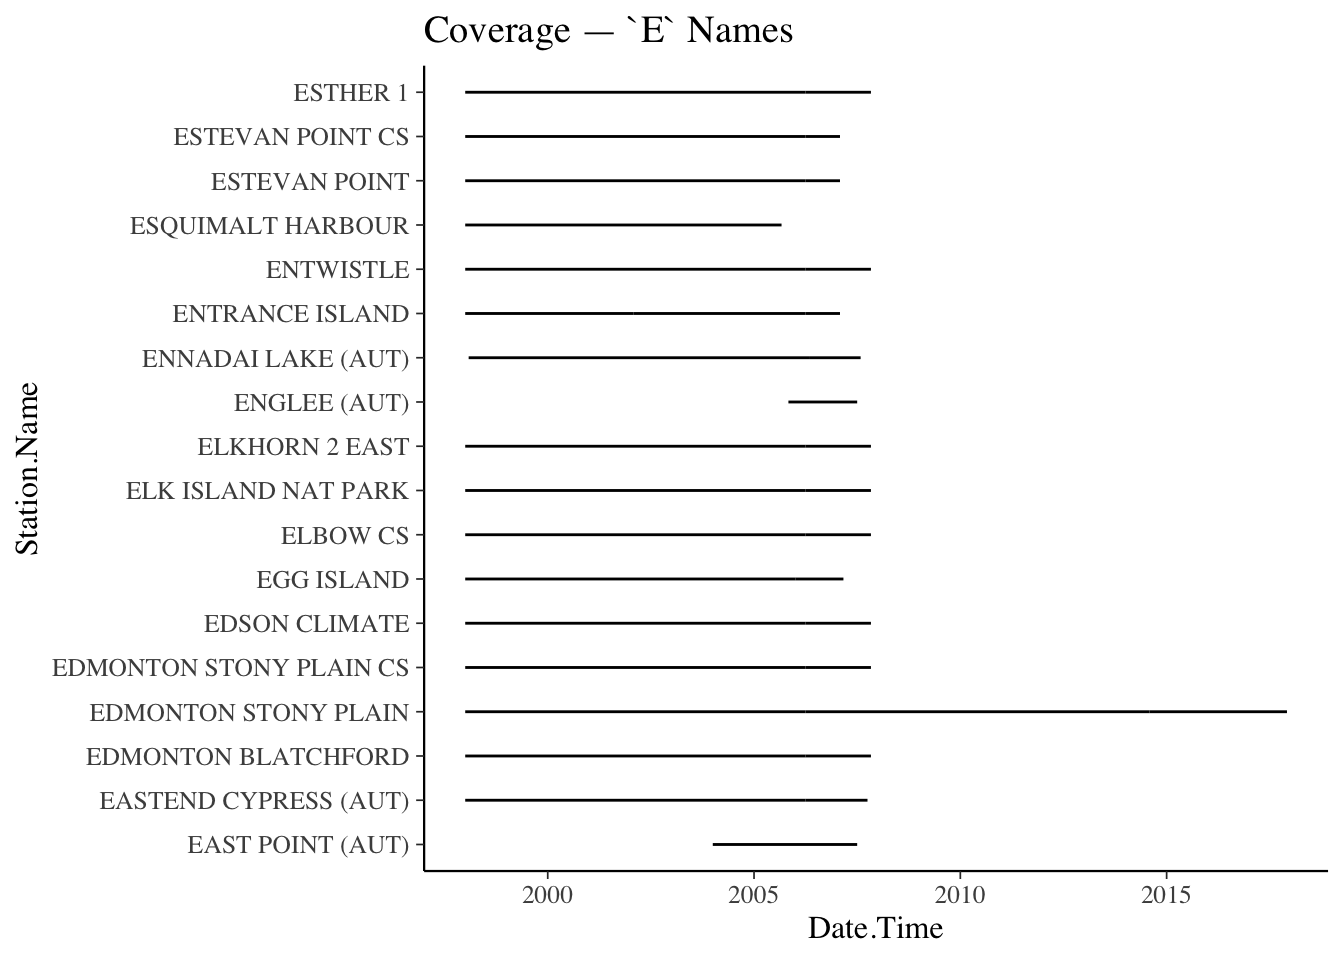 Coverage — `E` Names
ESTHER 1
ESTEVAN POINT CS
ESTEVAN POINT
ESQUIMALT HARBOUR
ENTWISTLE
ENTRANCE ISLAND
ENNADAI LAKE (AUT)
ENGLEE (AUT)
ELKHORN 2 EAST
ELK ISLAND NAT PARK
ELBOW CS
EGG ISLAND
EDSON CLIMATE
EDMONTON STONY PLAIN CS
EDMONTON STONY PLAIN
EDMONTON BLATCHFORD
EASTEND CYPRESS (AUT)
EAST POINT (AUT)
Station.Name
2000 2005 2010 2015
Date.Time